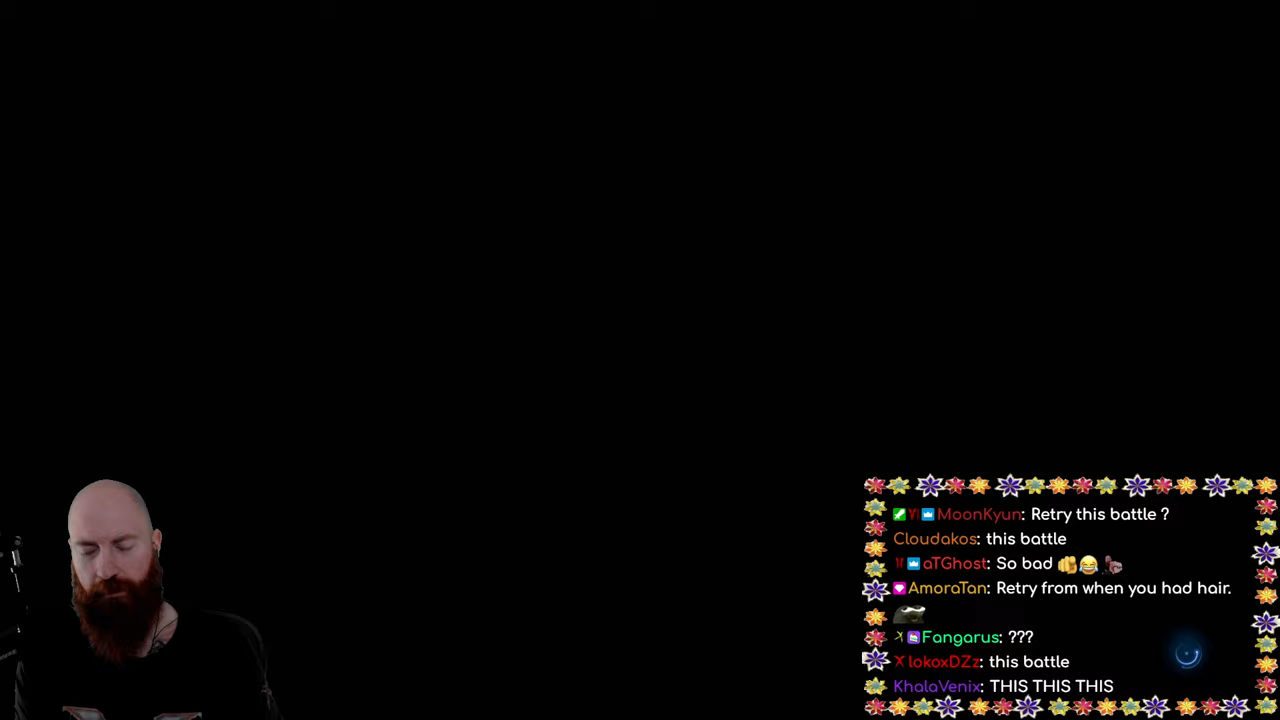 MoonKyun: Retry this battle ?
Cloudakos: this battle
aTGhost: So bad 🫵😂
AmoraTan: Retry from when you had hair.
Fangarus: ???
lokoxDZz: this battle
KhalaVenix: THIS THIS THIS